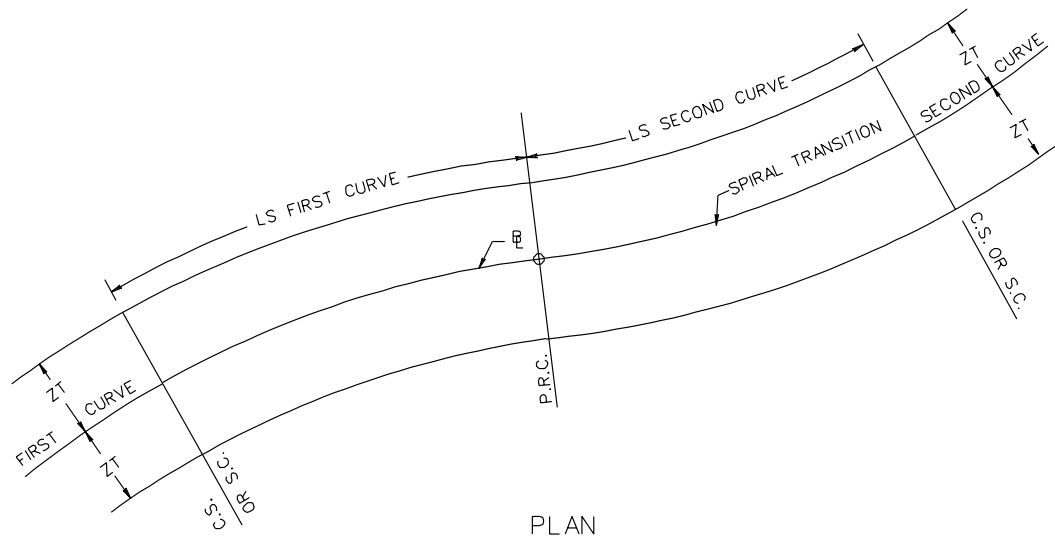 ZT
SECOND CURVE
ZT
LS SECOND CURVE
LS FIRST CURVE
SPIRAL TRANSITION
C.S. OR S.C.
P.R.C.
ZT
FIRST CURVE
ZT
C.S.
OR S.C.
PLAN